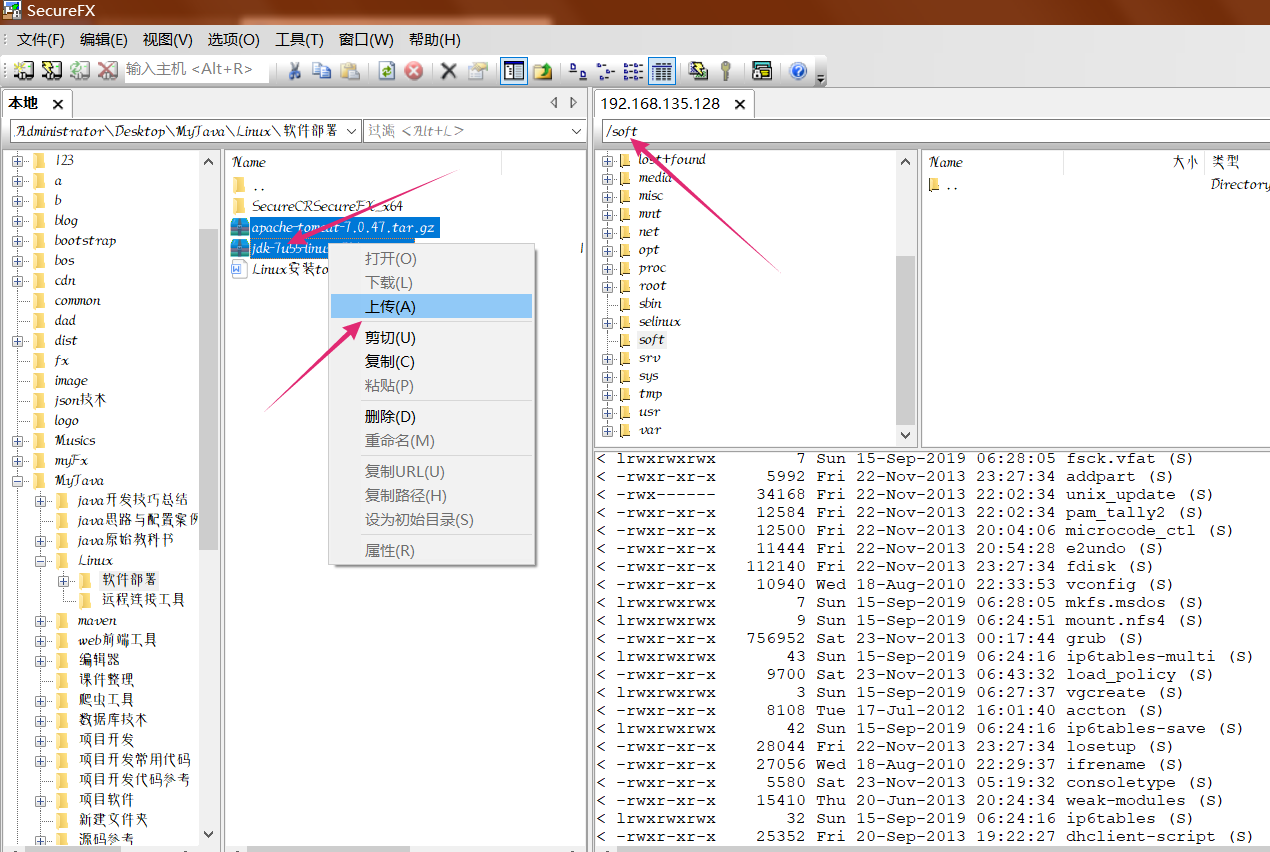 SecureFX
文件(F) 编辑(E) 视图(V) 选项(O) 工具(T) 窗口(W) 帮助(H)
输入主机 <Alt+R>
本地
Administrator\Desktop\MyJava\Linux\软件部署
过滤 <Alt+L>
123
a
b
blog
bootstrap
bos
cdn
common
dad
dist
fx
image
json技术
logo
Musics
myFx
MyJava
java开发技巧总结
java思路与配置案例
java原始教科书
Linux
软件部署
远程连接工具
maven
web前端工具
编辑器
课件整理
爬虫工具
数据库技术
项目开发
项目开发常用代码
项目开发代码参考
项目软件
新建文件夹
源码参考
Name
..
SecureCRSecureFX_x64
apache-tomcat-7.0.47.tar.gz
jdk-7u55-linux
1
Linux安装to
打开(O)
下载(L)
上传(A)
剪切(U)
复制(C)
粘贴(P)
删除(D)
重命名(M)
复制URL(U)
复制路径(H)
设为初始目录(S)
属性(R)
192.168.135.128
/soft
lost+found
media
misc
mnt
net
opt
proc
root
sbin
selinux
soft
srv
sys
tmp
usr
var
Name 大小 类型
.. Directory
< lrwxrwxrwx 7 Sun 15-Sep-2019 06:28:05 fsck.vfat (S)
< -rwxr-xr-x 5992 Fri 22-Nov-2013 23:27:34 addpart (S)
< -rwx------ 34168 Fri 22-Nov-2013 22:02:34 unix_update (S)
< -rwxr-xr-x 12584 Fri 22-Nov-2013 22:02:34 pam_tally2 (S)
< -rwxr-xr-x 12500 Fri 22-Nov-2013 20:04:06 microcode_ctl (S)
< -rwxr-xr-x 11444 Fri 22-Nov-2013 20:54:28 e2undo (S)
< -rwxr-xr-x 112140 Fri 22-Nov-2013 23:27:34 fdisk (S)
< -rwxr-xr-x 10940 Wed 18-Aug-2010 22:33:53 vconfig (S)
< lrwxrwxrwx 7 Sun 15-Sep-2019 06:28:05 mkfs.msdos (S)
< lrwxrwxrwx 9 Sun 15-Sep-2019 06:24:51 mount.nfs4 (S)
< -rwxr-xr-x 756952 Sat 23-Nov-2013 00:17:44 grub (S)
< lrwxrwxrwx 43 Sun 15-Sep-2019 06:24:16 ip6tables-multi (S)
< -rwxr-xr-x 9700 Sat 23-Nov-2013 06:43:32 load_policy (S)
< lrwxrwxrwx 3 Sun 15-Sep-2019 06:27:37 vgcreate (S)
< -rwxr-xr-x 8108 Tue 17-Jul-2012 16:01:40 accton (S)
< lrwxrwxrwx 42 Sun 15-Sep-2019 06:24:16 ip6tables-save (S)
< -rwxr-xr-x 28044 Fri 22-Nov-2013 23:27:34 losetup (S)
< -rwxr-xr-x 27056 Wed 18-Aug-2010 22:29:37 ifrename (S)
< -rwxr-xr-x 5580 Sat 23-Nov-2013 05:19:32 consoletype (S)
< -rwxr-xr-x 15410 Thu 20-Jun-2013 20:24:34 weak-modules (S)
< lrwxrwxrwx 32 Sun 15-Sep-2019 06:24:16 ip6tables (S)
< -rwxr-xr-x 25352 Fri 20-Sep-2013 19:22:27 dhclient-script (S)